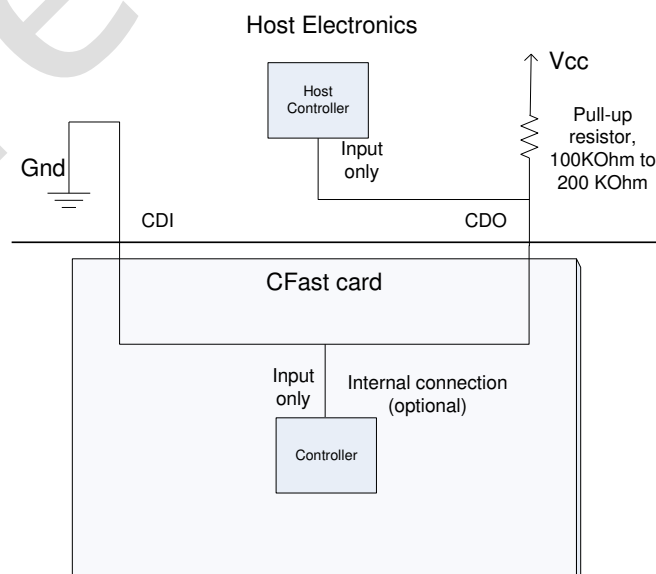 Host Electronics
Vcc
Host
Controller
Input
only
Pull-up
resistor,
100KOhm to
200 KOhm
Gnd
CDI
CDO
CFast card
Input
only
Internal connection
(optional)
Controller